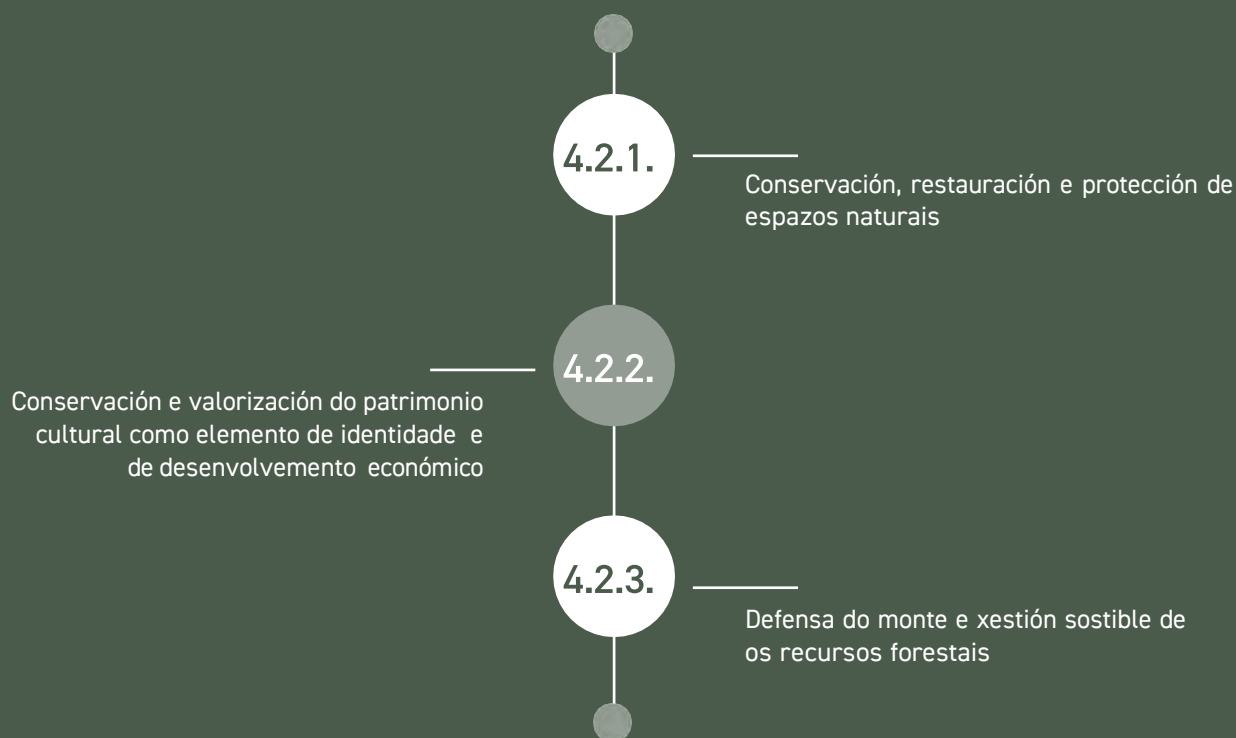 4.2.1.
Conservación, restauración e protección de
espazos naturais
4.2.2.
Conservación e valorización do patrimonio
cultural como elemento de identidade e
de desenvolvemento económico
4.2.3.
Defensa do monte e xestión sostible de
os recursos forestais